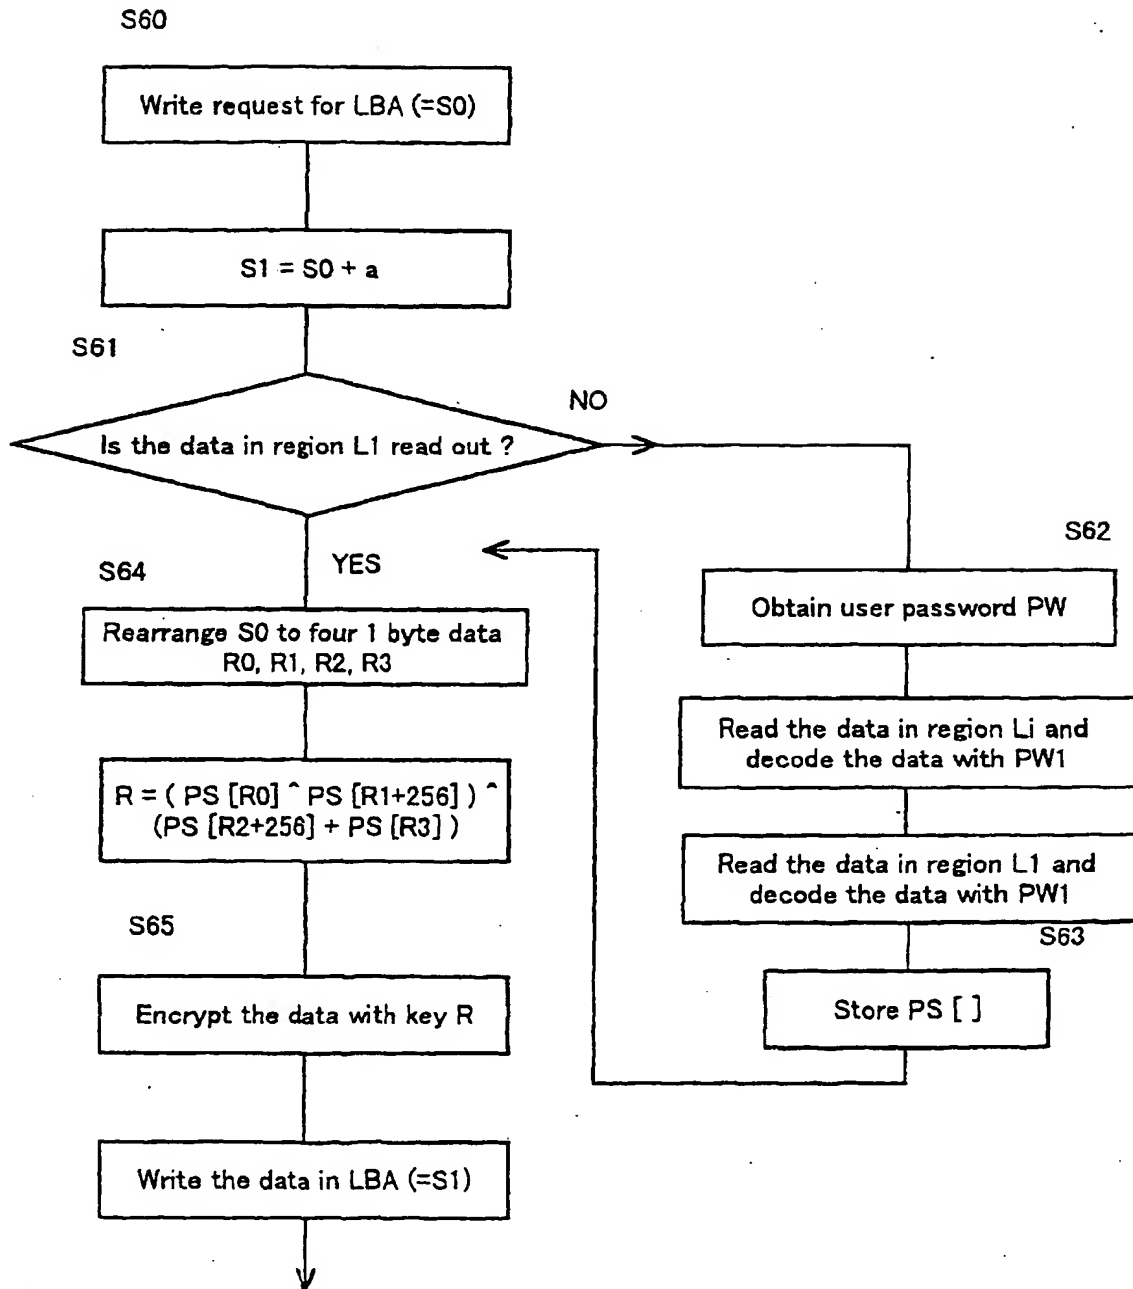 S60
Write request for LBA (=S0)
S1 = S0 + a
S61
Is the data in region L1 read out ?
NO
YES
S62
S64
Obtain user password PW
Rearrange S0 to four 1 byte data
R0, R1, R2, R3
Read the data in region Li and
decode the data with PW1
R = ( PS [R0] ^ PS [R1+256] ) ^
(PS [R2+256] + PS [R3] )
Read the data in region L1 and
decode the data with PW1
S65
S63
Encrypt the data with key R
Store PS [ ]
Write the data in LBA (=S1)